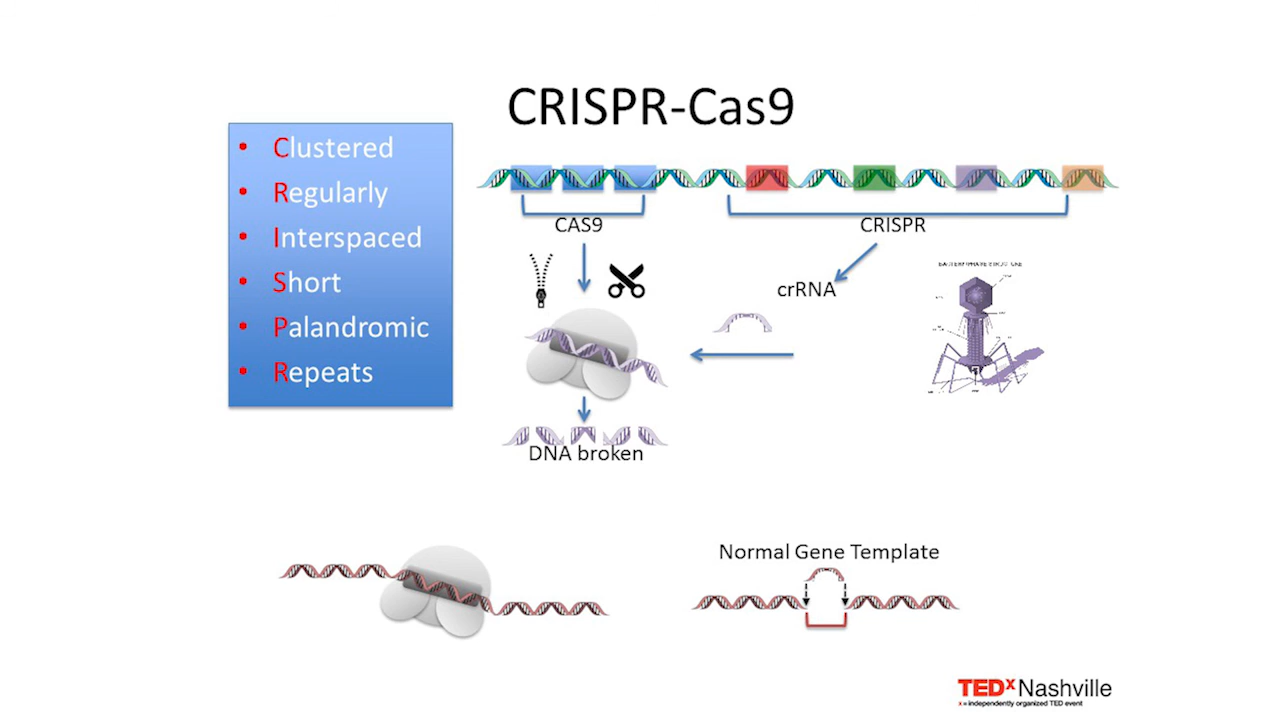 CRISPR-Cas9
• Clustered
• Regularly
• Interspaced
• Short
• Palandromic
• Repeats
CAS9
CRISPR
crRNA
DNA broken
Normal Gene Template
TEDx Nashville
x = independently organized TED event